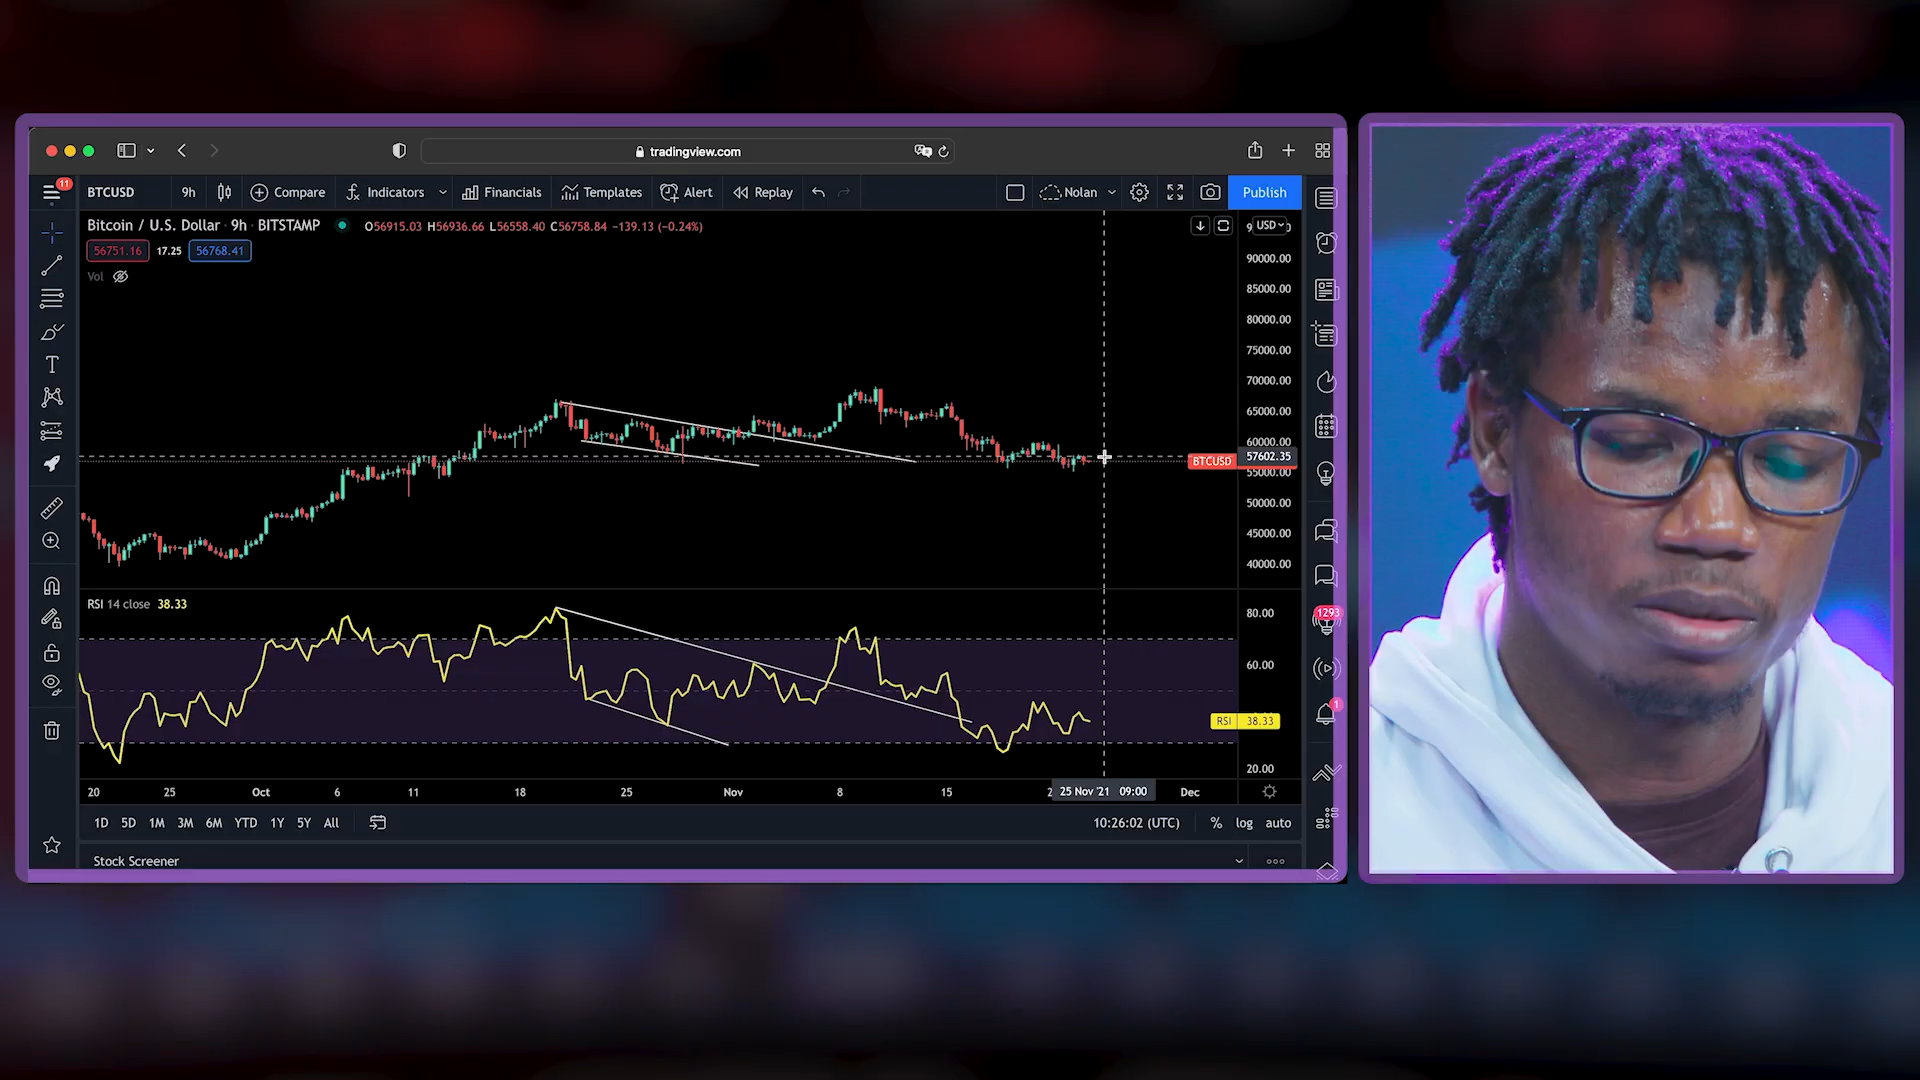 tradingview.com
11
BTCUSD 9h Compare Indicators Financials Templates Alert Replay Nolan Publish
Bitcoin / U.S. Dollar · 9h · BITSTAMP O56915.03 H56936.66 L56558.40 C56758.84 −139.13 (−0.24%)
USD
56751.16 17.25 56768.41
Vol
90000.00
85000.00
80000.00
75000.00
70000.00
65000.00
60000.00
BTCUSD 57602.35
55000.00
50000.00
45000.00
40000.00
RSI 14 close 38.33
80.00
1293
60.00
RSI 38.33
1
20.00
20 25 Oct 6 11 18 25 Nov 8 15 2 25 Nov '21 09:00 Dec
1D 5D 1M 3M 6M YTD 1Y 5Y All 10:26:02 (UTC) % log auto
Stock Screener